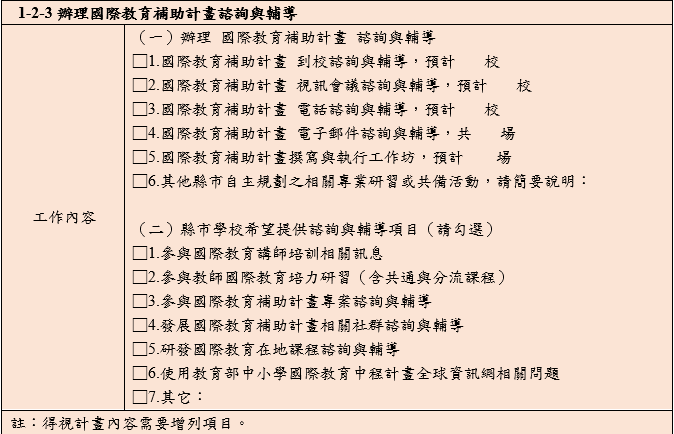 1-2-3 辦理國際教育補助計畫諮詢與輔導
工作內容
（一）辦理 國際教育補助計畫 諮詢與輔導
□1.國際教育補助計畫 到校諮詢與輔導，預計　　校
□2.國際教育補助計畫 視訊會議諮詢與輔導，預計　　校
□3.國際教育補助計畫 電話諮詢與輔導，預計　　校
□4.國際教育補助計畫 電子郵件諮詢與輔導，共　　場
□5.國際教育補助計畫撰寫與執行工作坊，預計　　場
□6.其他縣市自主規劃之相關專業研習或共備活動，請簡要說明：
（二）縣市學校希望提供諮詢與輔導項目（請勾選）
□1.參與國際教育講師培訓相關訊息
□2.參與教師國際教育培力研習（含共通與分流課程）
□3.參與國際教育補助計畫專案諮詢與輔導
□4.發展國際教育補助計畫相關社群諮詢與輔導
□5.研發國際教育在地課程諮詢與輔導
□6.使用教育部中小學國際教育中程計畫全球資訊網相關問題
□7.其它：
註：得視計畫內容需要增列項目。